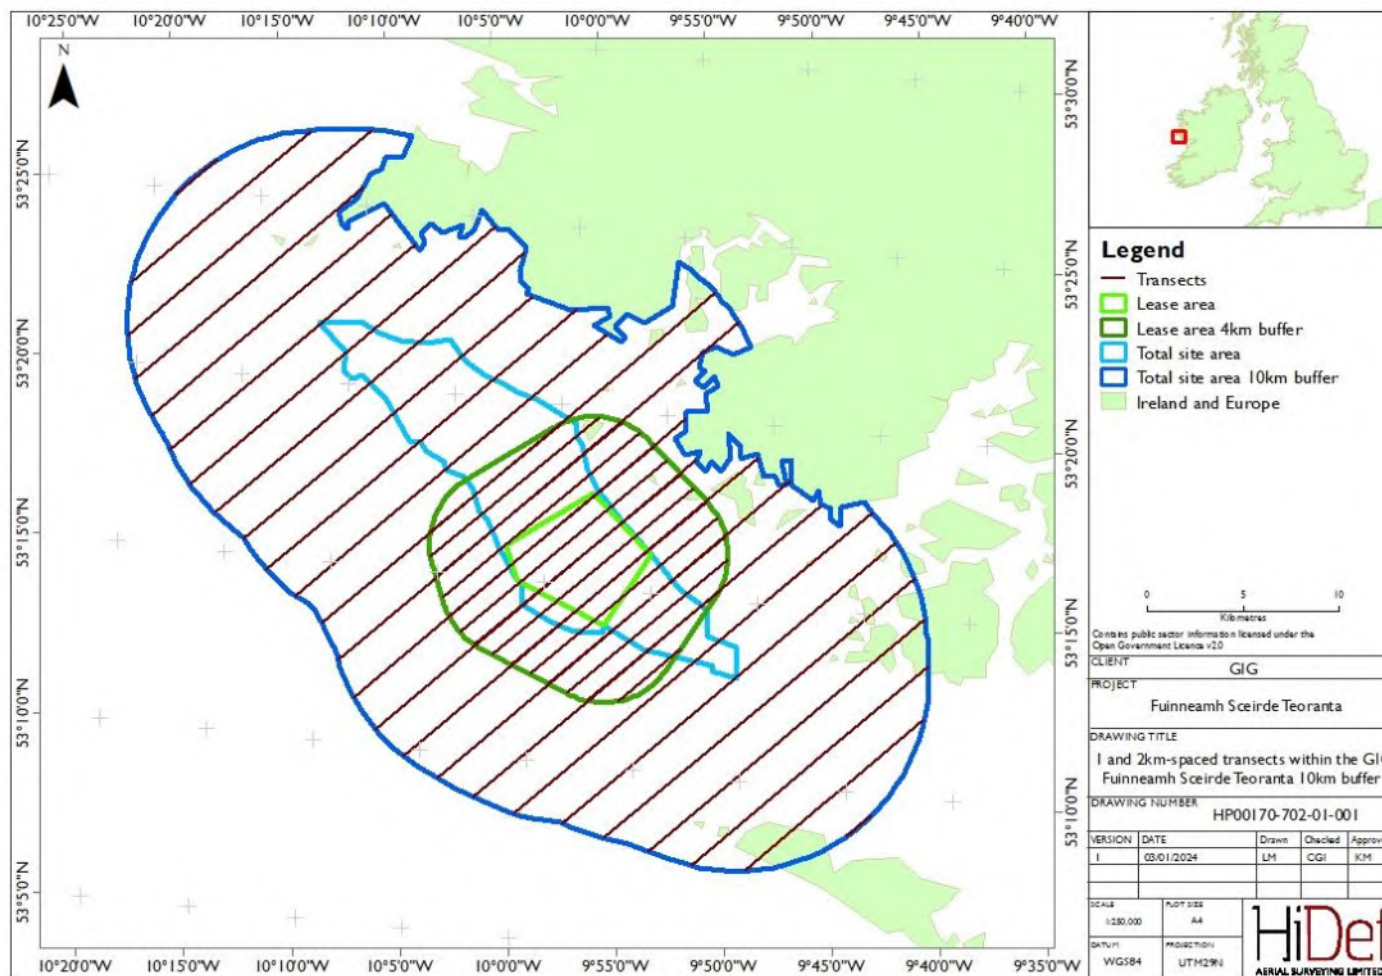 10°25'0"W 10°20'0"W 10°15'0"W 10°10'0"W 10°5'0"W 10°0'0"W 9°55'0"W 9°50'0"W 9°45'0"W 9°40'0"W
N
53°25'0"N
53°20'0"N
53°15'0"N
53°10'0"N
53°5'0"N
53°30'0"N
53°25'0"N
53°20'0"N
53°15'0"N
53°10'0"N
10°20'0"W 10°15'0"W 10°10'0"W 10°5'0"W 10°0'0"W 9°55'0"W 9°50'0"W 9°45'0"W 9°40'0"W 9°35'0"W
Legend
Transects
Lease area
Lease area 4km buffer
Total site area
Total site area 10km buffer
Ireland and Europe
0 5 10
Kilometres
Contains public sector information licensed under the
Open Government Licence v2.0
CLIENT
GIG
PROJECT
Fuinneamh Sceirde Teoranta
DRAWING TITLE
1 and 2km-spaced transects within the GIG
Fuinneamh Sceirde Teoranta 10km buffer
DRAWING NUMBER
HP00170-702-01-001
VERSION DATE Drawn Checked Approv
1 03/01/2024 LM CGI KM
SCALE PLOT SIZE
1:250,000 A4
DATUM PROJECTION
WGS84 UTM29N
HiDef
AERIAL SURVEYING LIMITED